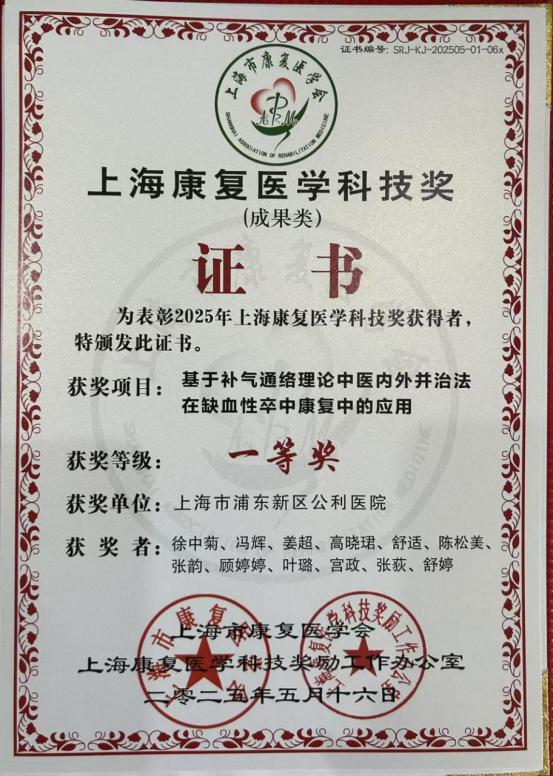 证书编号：SRJ-KJ-202505-01-06x
上海市康复医学会
SHANGHAI ASSOCIATION OF REHABILITATION MEDICINE
上海康复医学科技奖
(成果类)
证 书
为表彰2025年上海康复医学科技奖获得者，
特颁发此证书。
获奖项目：基于补气通络理论中医内外并治法
在缺血性卒中康复中的应用
获奖等级：一等奖
获奖单位：上海市浦东新区公利医院
获 奖 者：徐中菊、冯辉、姜超、高晓珺、舒适、陈松美、
张韵、顾婷婷、叶璐、宫政、张荻、舒婷
上海市康复医学会
上海康复医学科技奖励工作办公室
二零二五年五月十六日